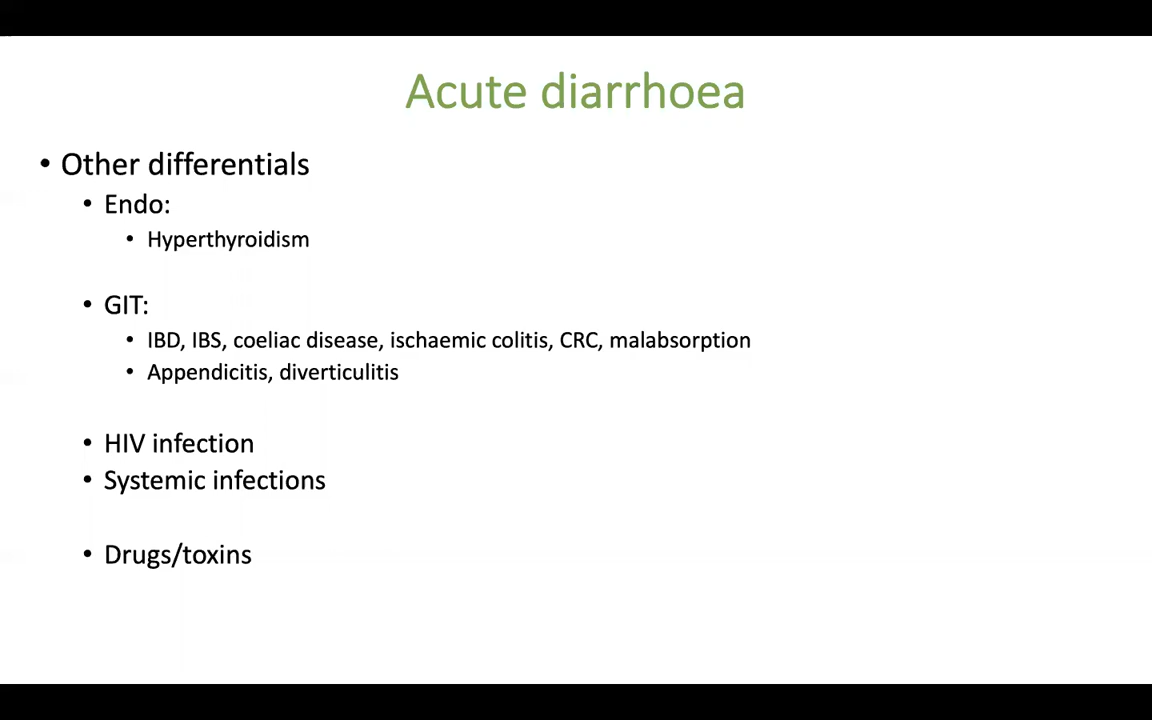 Acute diarrhoea
• Other differentials
• Endo:
• Hyperthyroidism
• GIT:
• IBD, IBS, coeliac disease, ischaemic colitis, CRC, malabsorption
• Appendicitis, diverticulitis
• HIV infection
• Systemic infections
• Drugs/toxins